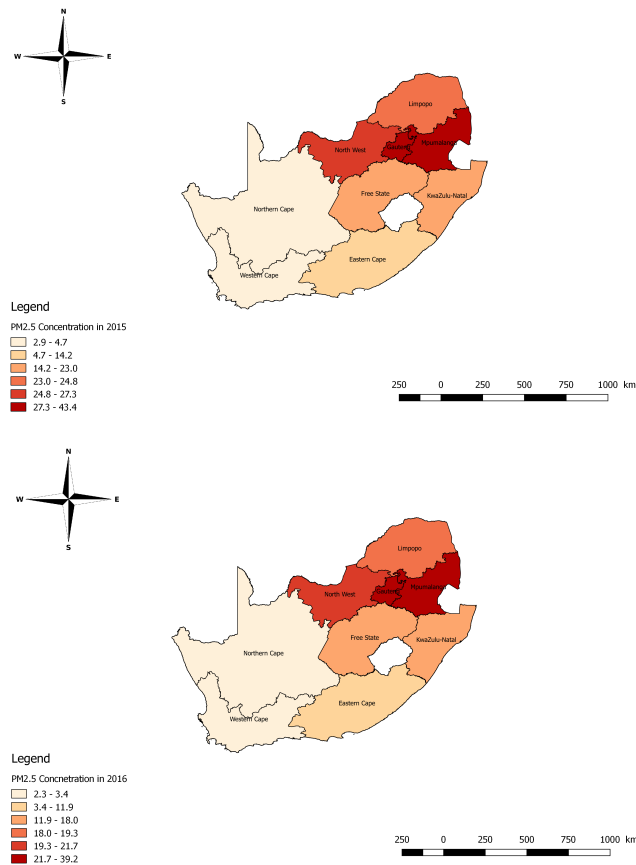 N
W E
S
Limpopo
North West
Mpumalanga
Free State
KwaZulu-Natal
Northern Cape
Eastern Cape
Western Cape
Legend
PM2.5 Concentration in 2015
2.9 - 4.7
4.7 - 14.2
14.2 - 23.0
23.0 - 24.8
24.8 - 27.3
27.3 - 43.4
250 0 250 500 750 1000 km
N
W E
S
Limpopo
North West
Mpumalanga
Free State
KwaZulu-Natal
Northern Cape
Eastern Cape
Western Cape
Legend
PM2.5 Concnetration in 2016
2.3 - 3.4
3.4 - 11.9
11.9 - 18.0
18.0 - 19.3
19.3 - 21.7
21.7 - 39.2
250 0 250 500 750 1000 km